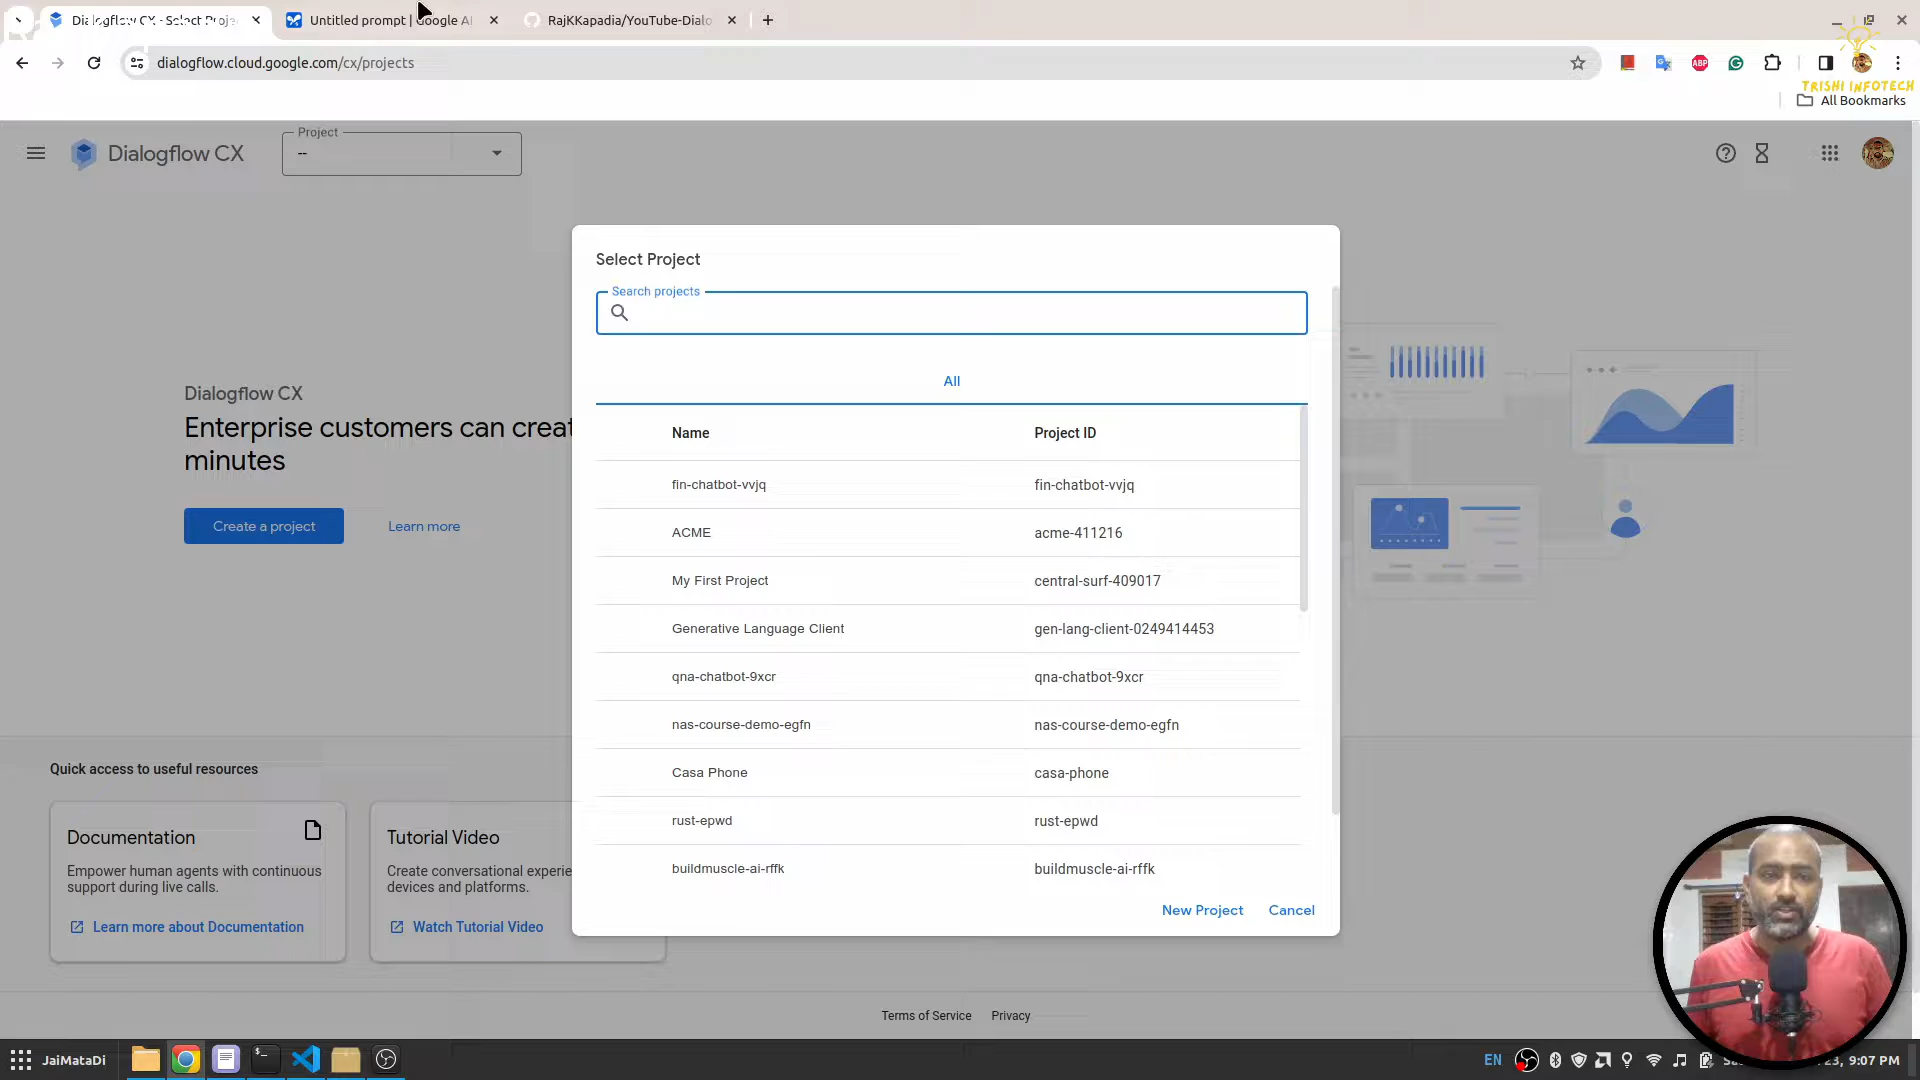 Dialogflow CX - Select Proje
Untitled prompt | Google AI
RajKKapadia/YouTube-Dialo
dialogflow.cloud.google.com/cx/projects
ABP
TRISHI INFOTECH
All Bookmarks
Dialogflow CX
Project
--
Select Project
Search projects
All
Name
Project ID
fin-chatbot-vvjq
fin-chatbot-vvjq
ACME
acme-411216
My First Project
central-surf-409017
Generative Language Client
gen-lang-client-0249414453
qna-chatbot-9xcr
qna-chatbot-9xcr
nas-course-demo-egfn
nas-course-demo-egfn
Casa Phone
casa-phone
rust-epwd
rust-epwd
buildmuscle-ai-rffk
buildmuscle-ai-rffk
New Project
Cancel
Dialogflow CX
Enterprise customers can creat
minutes
Create a project
Learn more
Quick access to useful resources
Documentation
Empower human agents with continuous
support during live calls.
Learn more about Documentation
Tutorial Video
Create conversational experie
devices and platforms.
Watch Tutorial Video
Terms of Service
Privacy
JaiMataDi
EN
23, 9:07 PM